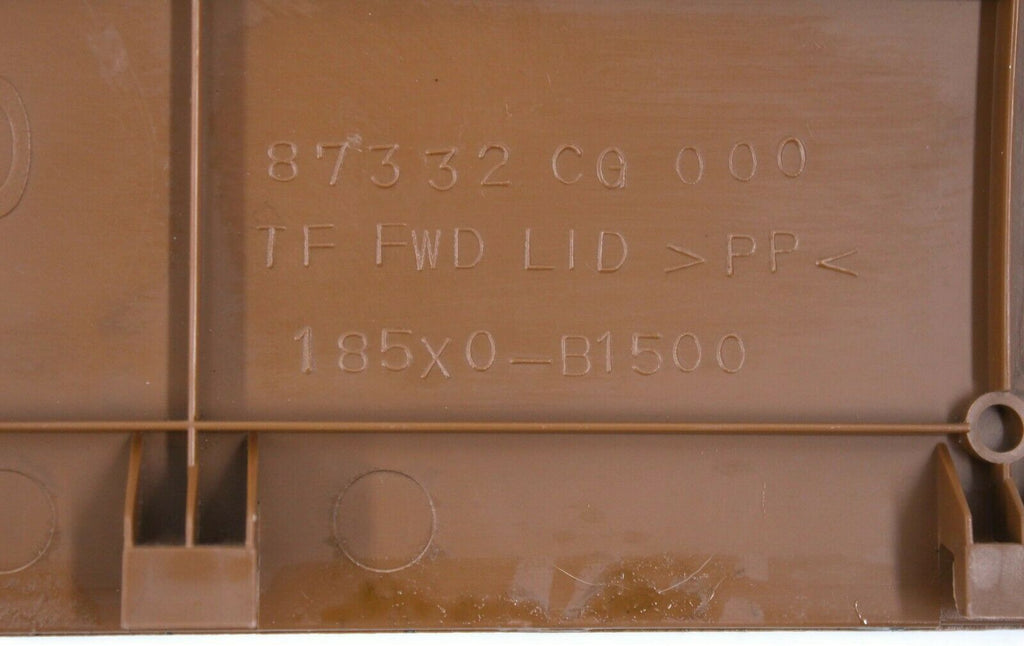 87332 CG 000
TF FWD LID >PP<
185X0-B1500